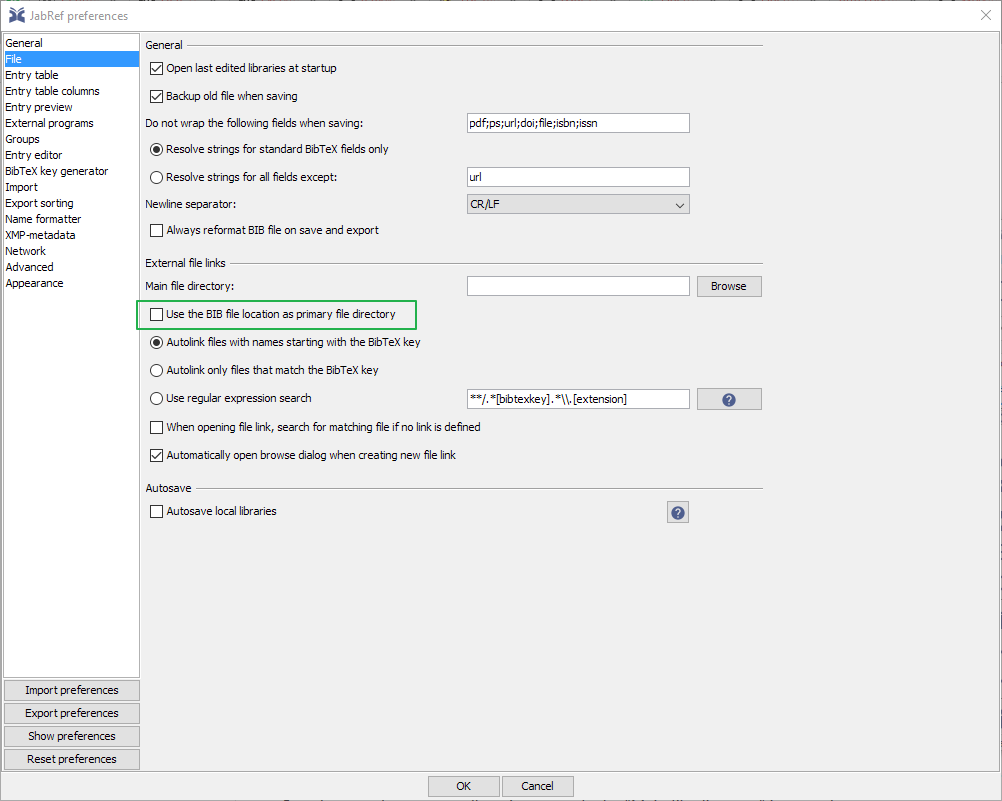 JabRef preferences
General
File
Entry table
Entry table columns
Entry preview
External programs
Groups
Entry editor
BibTeX key generator
Import
Export sorting
Name formatter
XMP-metadata
Network
Advanced
Appearance
Import preferences
Export preferences
Show preferences
Reset preferences
General
Open last edited libraries at startup
Backup old file when saving
Do not wrap the following fields when saving: pdf;ps;url;doi;file;isbn;issn
Resolve strings for standard BibTeX fields only
Resolve strings for all fields except: url
Newline separator: CR/LF
Always reformat BIB file on save and export
External file links
Main file directory: Browse
Use the BIB file location as primary file directory
Autolink files with names starting with the BibTeX key
Autolink only files that match the BibTeX key
Use regular expression search **/.*[bibtexkey].*\\.[extension] ?
When opening file link, search for matching file if no link is defined
Automatically open browse dialog when creating new file link
Autosave
Autosave local libraries ?
OK Cancel